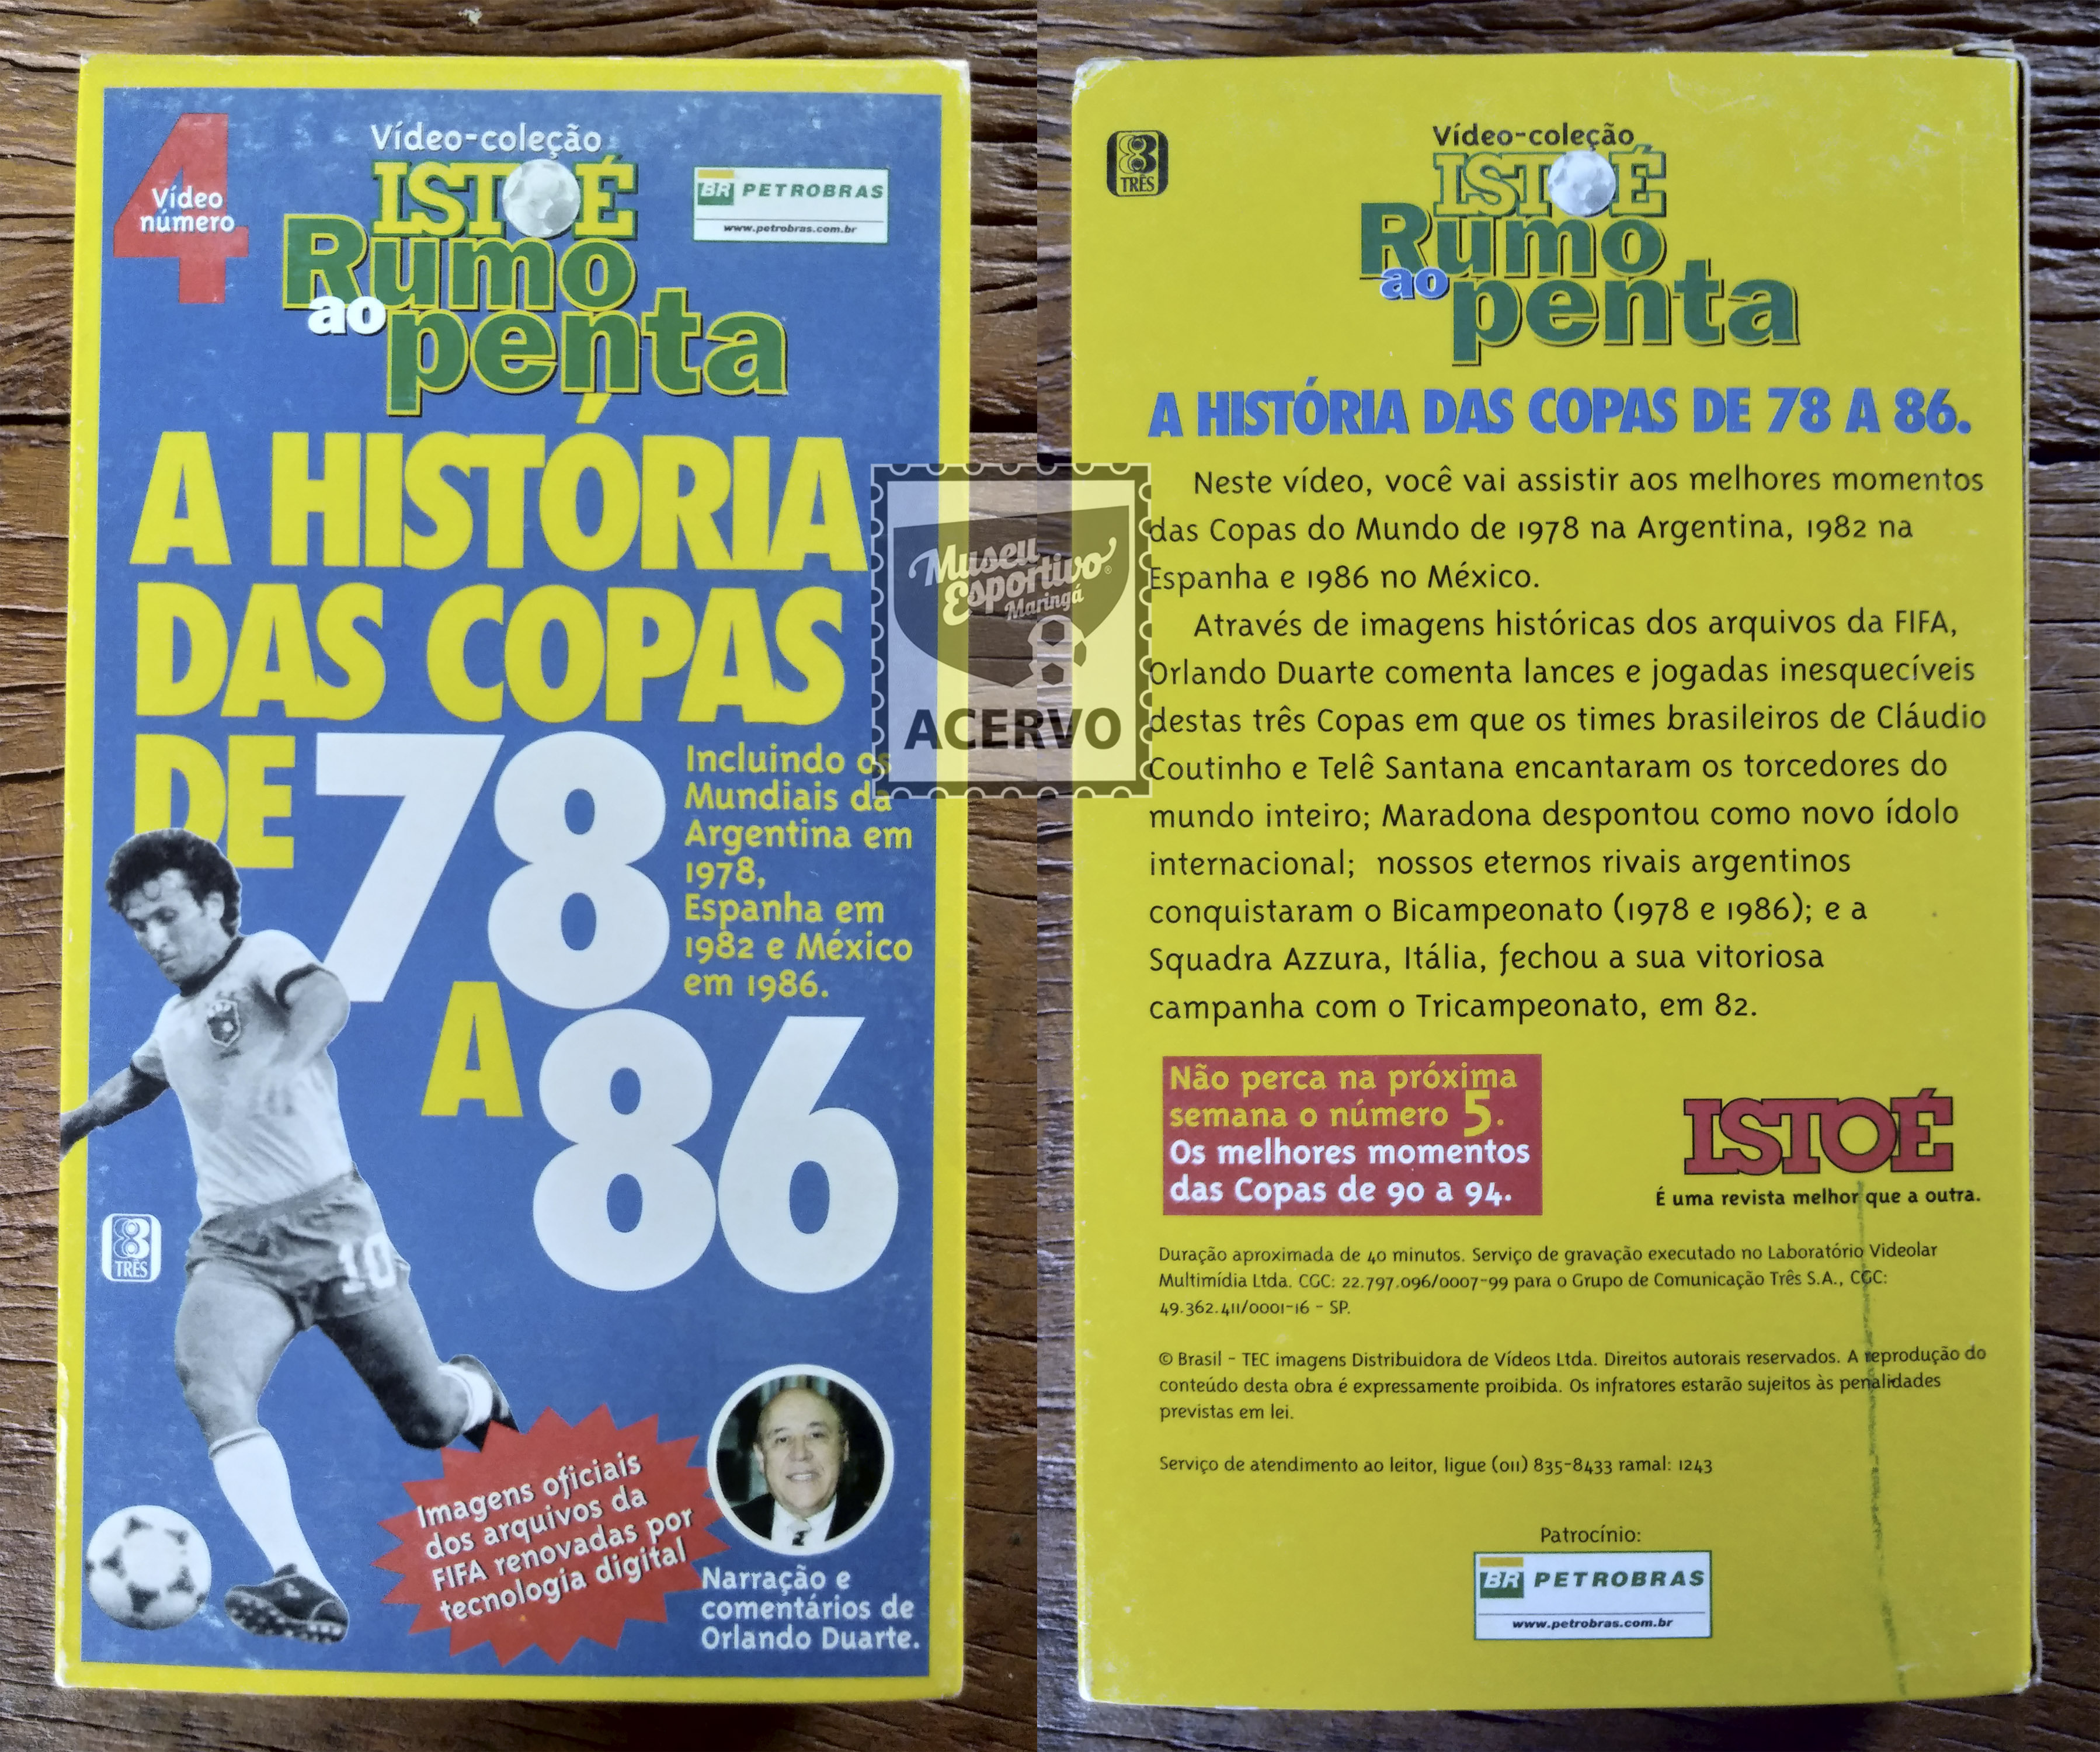 4
Vídeo
número
Vídeo-coleção
ISTOÉ
Rumo
ao
penta
BR PETROBRAS
www.petrobras.com.br
A HISTÓRIA
DAS COPAS
DE 78
A 86
Incluindo os
Mundiais da
Argentina em
1978,
Espanha em
1982 e México
em 1986.
10
TRÊS
Imagens oficiais
dos arquivos da
FIFA renovadas por
tecnologia digital
Narração e
comentários de
Orlando Duarte.
Museu
Esportivo®
Maringá
ACERVO
TRÊS
Vídeo-coleção
ISTOÉ
Rumo
ao
penta
A HISTÓRIA DAS COPAS DE 78 A 86.
Neste vídeo, você vai assistir aos melhores momentos
das Copas do Mundo de 1978 na Argentina, 1982 na
Espanha e 1986 no México.
Através de imagens históricas dos arquivos da FIFA,
Orlando Duarte comenta lances e jogadas inesquecíveis
destas três Copas em que os times brasileiros de Cláudio
Coutinho e Telê Santana encantaram os torcedores do
mundo inteiro; Maradona despontou como novo ídolo
internacional; nossos eternos rivais argentinos
conquistaram o Bicampeonato (1978 e 1986); e a
Squadra Azzura, Itália, fechou a sua vitoriosa
campanha com o Tricampeonato, em 82.
Não perca na próxima
semana o número 5.
Os melhores momentos
das Copas de 90 a 94.
ISTOÉ
É uma revista melhor que a outra.
Duração aproximada de 40 minutos. Serviço de gravação executado no Laboratório Videolar
Multimídia Ltda. CGC: 22.797.096/0007-99 para o Grupo de Comunicação Três S.A., CGC:
49.362.411/0001-16 - SP.
© Brasil - TEC imagens Distribuidora de Vídeos Ltda. Direitos autorais reservados. A reprodução do
conteúdo desta obra é expressamente proibida. Os infratores estarão sujeitos às penalidades
previstas em lei.
Serviço de atendimento ao leitor, ligue (011) 835-8433 ramal: 1243
Patrocínio:
BR PETROBRAS
www.petrobras.com.br